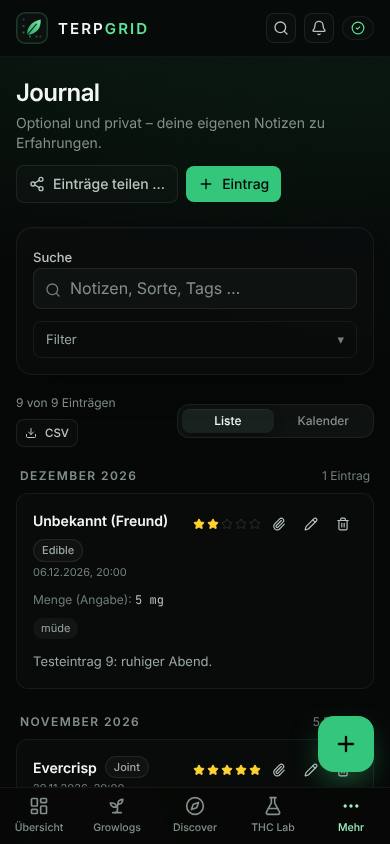 TERPGRID
Journal
Optional und privat – deine eigenen Notizen zu
Erfahrungen.
Einträge teilen ...
Eintrag
Suche
Notizen, Sorte, Tags ...
Filter
9 von 9 Einträgen
CSV
Liste
Kalender
DEZEMBER 2026
1 Eintrag
Unbekannt (Freund)
Edible
06.12.2026, 20:00
Menge (Angabe): 5 mg
müde
Testeintrag 9: ruhiger Abend.
NOVEMBER 2026
5
Evercrisp
Joint
Übersicht
Growlogs
Discover
THC Lab
Mehr